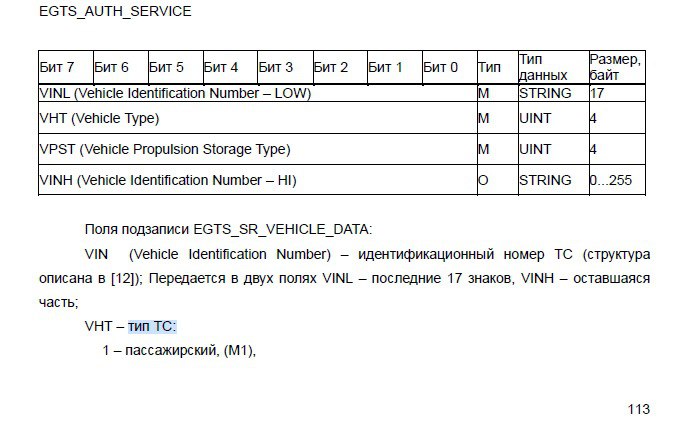 EGTS_AUTH_SERVICE
Бит 7 Бит 6 Бит 5 Бит 4 Бит 3 Бит 2 Бит 1 Бит 0 Тип Тип данных Размер, байт
VINL (Vehicle Identification Number – LOW) M STRING 17
VHT (Vehicle Type) M UINT 4
VPST (Vehicle Propulsion Storage Type) M UINT 4
VINH (Vehicle Identification Number – HI) O STRING 0...255
Поля подзаписи EGTS_SR_VEHICLE_DATA:
VIN (Vehicle Identification Number) – идентификационный номер ТС (структура
описана в [12]); Передается в двух полях VINL – последние 17 знаков, VINH – оставшаяся
часть;
VHT – тип ТС:
1 – пассажирский, (М1),
113